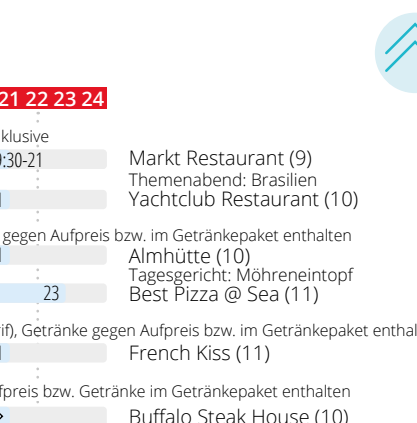 21 22 23 24
klusive
:30-21 Markt Restaurant (9)
Themenabend: Brasilien
Yachtclub Restaurant (10)
gegen Aufpreis bzw. im Getränkepaket enthalten
Almhütte (10)
Tagesgericht: Möhreneintopf
23 Best Pizza @ Sea (11)
if), Getränke gegen Aufpreis bzw. im Getränkepaket enthal
French Kiss (11)
fpreis bzw. Getränke im Getränkepaket enthalten
Buffalo Steak House (10)